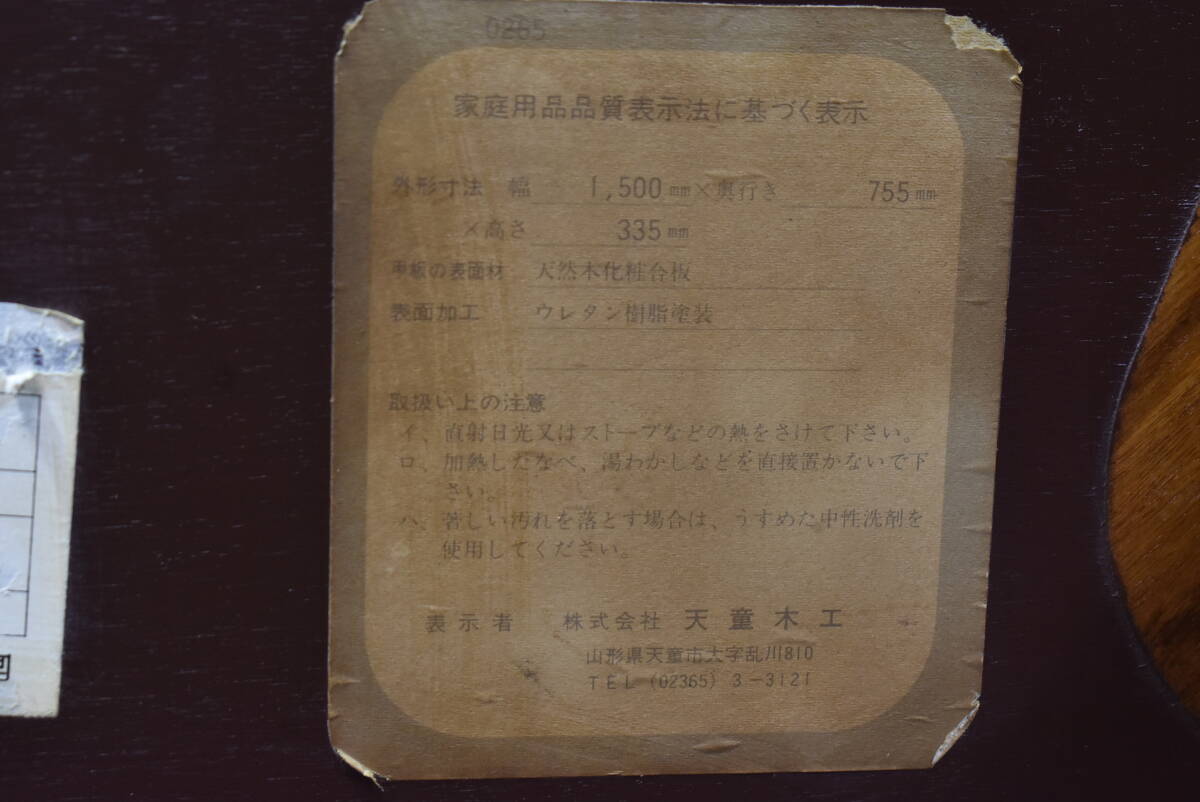 0265
家庭用品品質表示法に基づく表示
外形寸法 幅 1,500mm×奥行き 755mm
×高さ 335mm
甲板の表面材 天然木化粧合板
表面加工 ウレタン樹脂塗装
取扱い上の注意
イ、直射日光又はストーブなどの熱をさけて下さい。
ロ、加熱したなべ、湯わかしなどを直接置かないで下
さい。
ハ、著しい汚れを落とす場合は、うすめた中性洗剤を
使用してください。
表示者 株式会社 天童木工
山形県天童市大字乱川810
TEL (02365) 3-3121